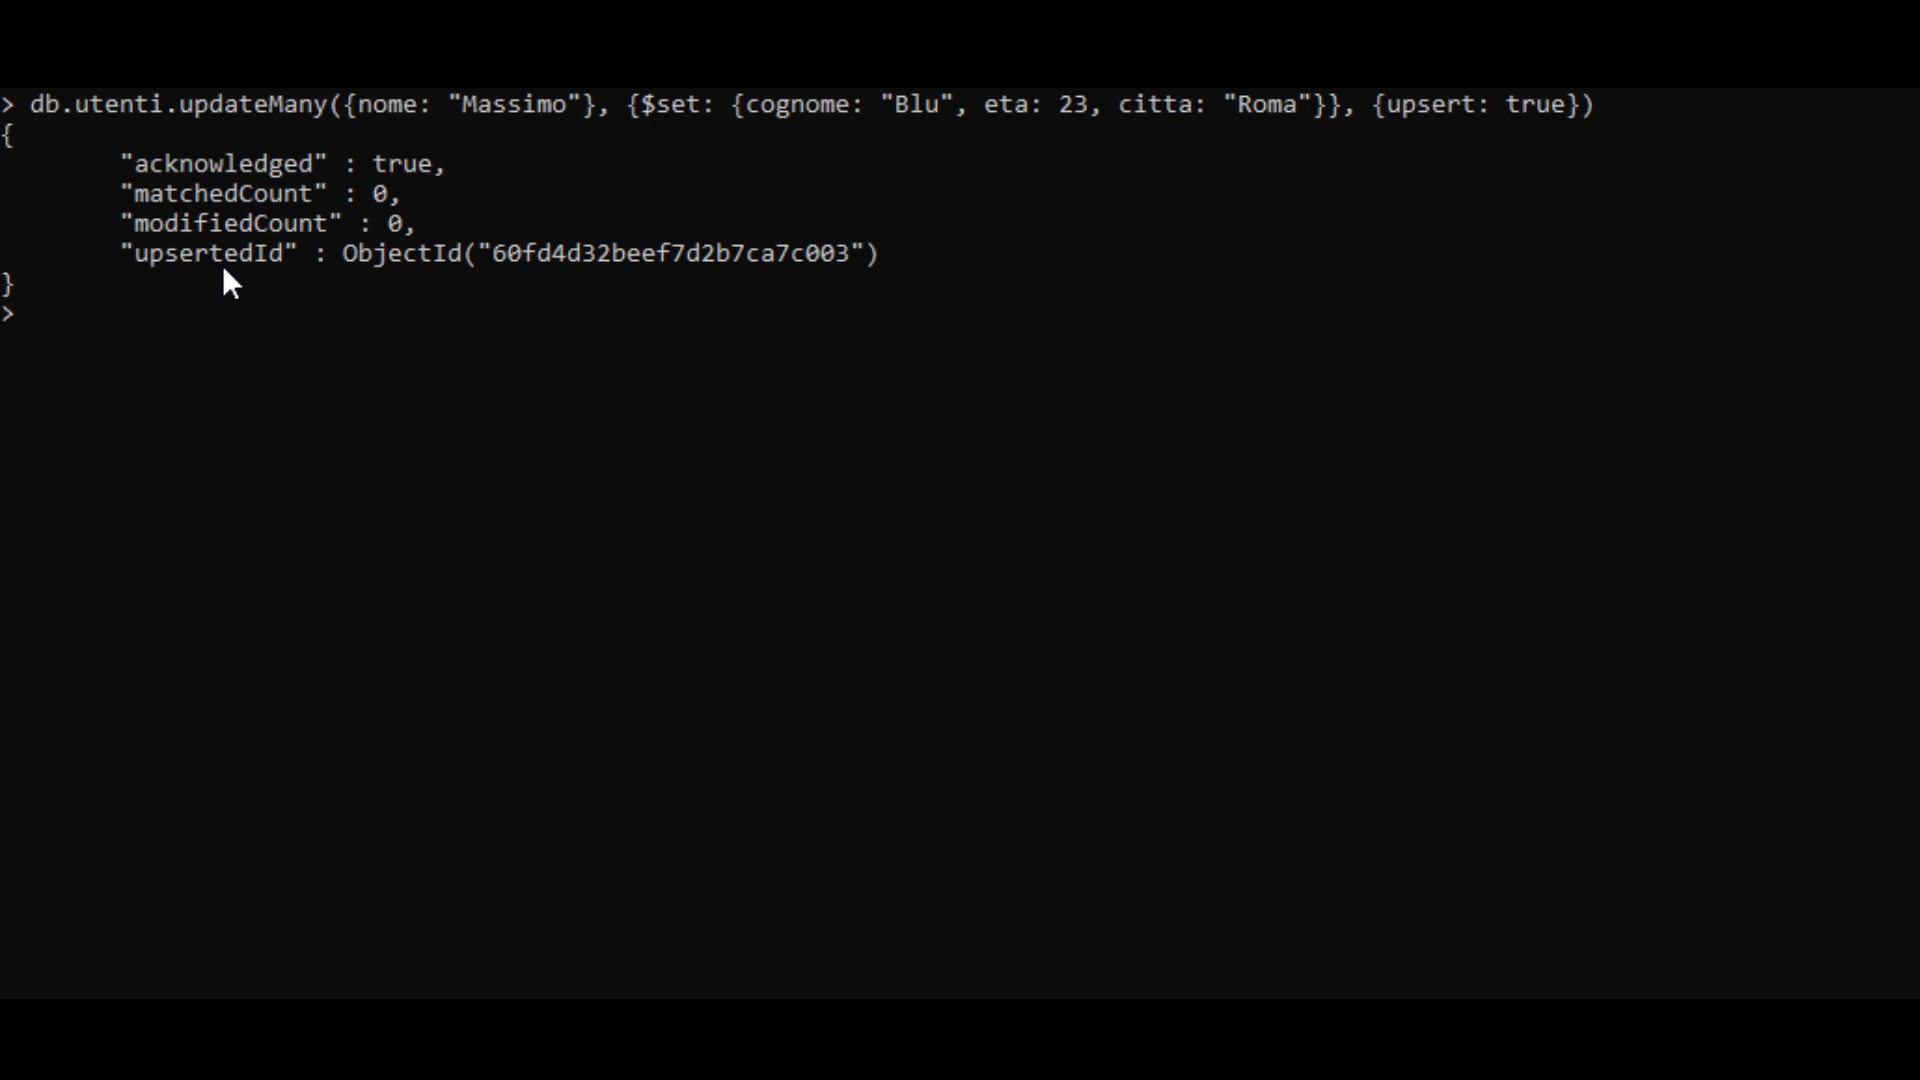 > db.utenti.updateMany({nome: "Massimo"}, {$set: {cognome: "Blu", eta: 23, citta: "Roma"}}, {upsert: true})
{
        "acknowledged" : true,
        "matchedCount" : 0,
        "modifiedCount" : 0,
        "upsertedId" : ObjectId("60fd4d32beef7d2b7ca7c003")
}
>